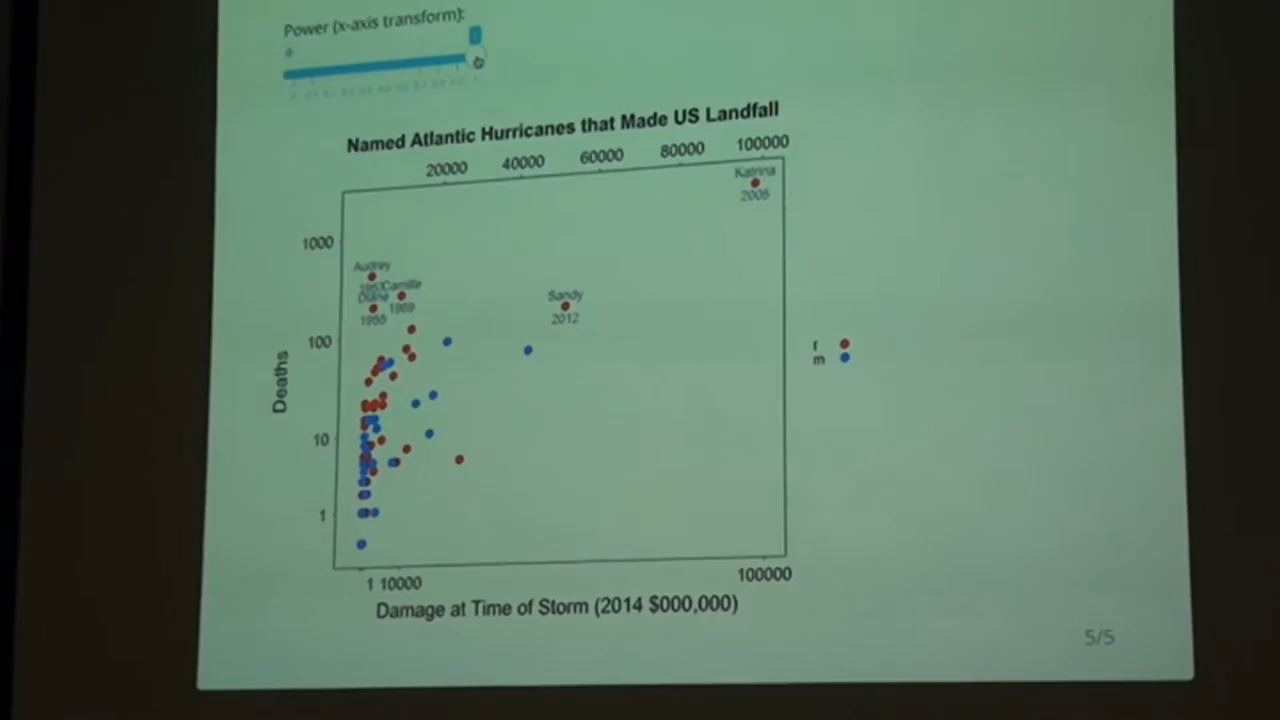 Power (x-axis transform):
Named Atlantic Hurricanes that Made US Landfall
20000 40000 60000 80000 100000
Katrina
2005
1000
Audrey
Camille
Diane 1969
1955
Sandy
2012
100
10
1
Deaths
f
m
1 10000 100000
Damage at Time of Storm (2014 $000,000)
5/5